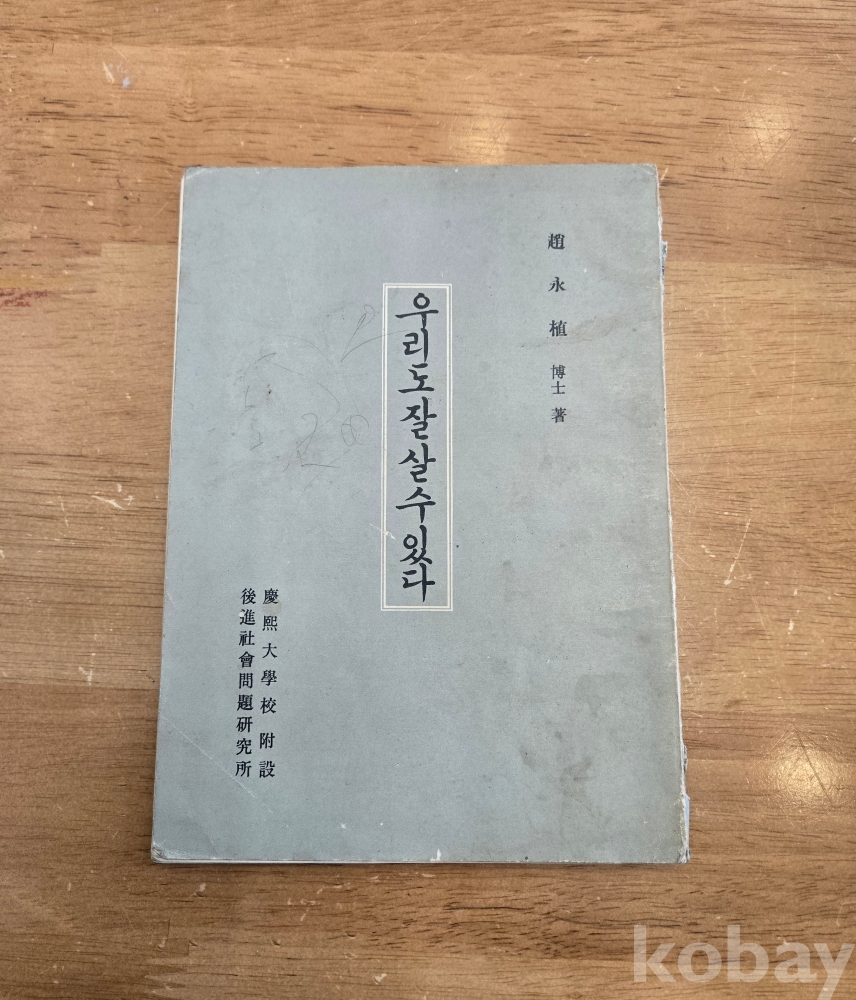 趙永植 博士 著
우리도 잘살수있다
慶熙大學校附設
後進社會問題硏究所
kobay